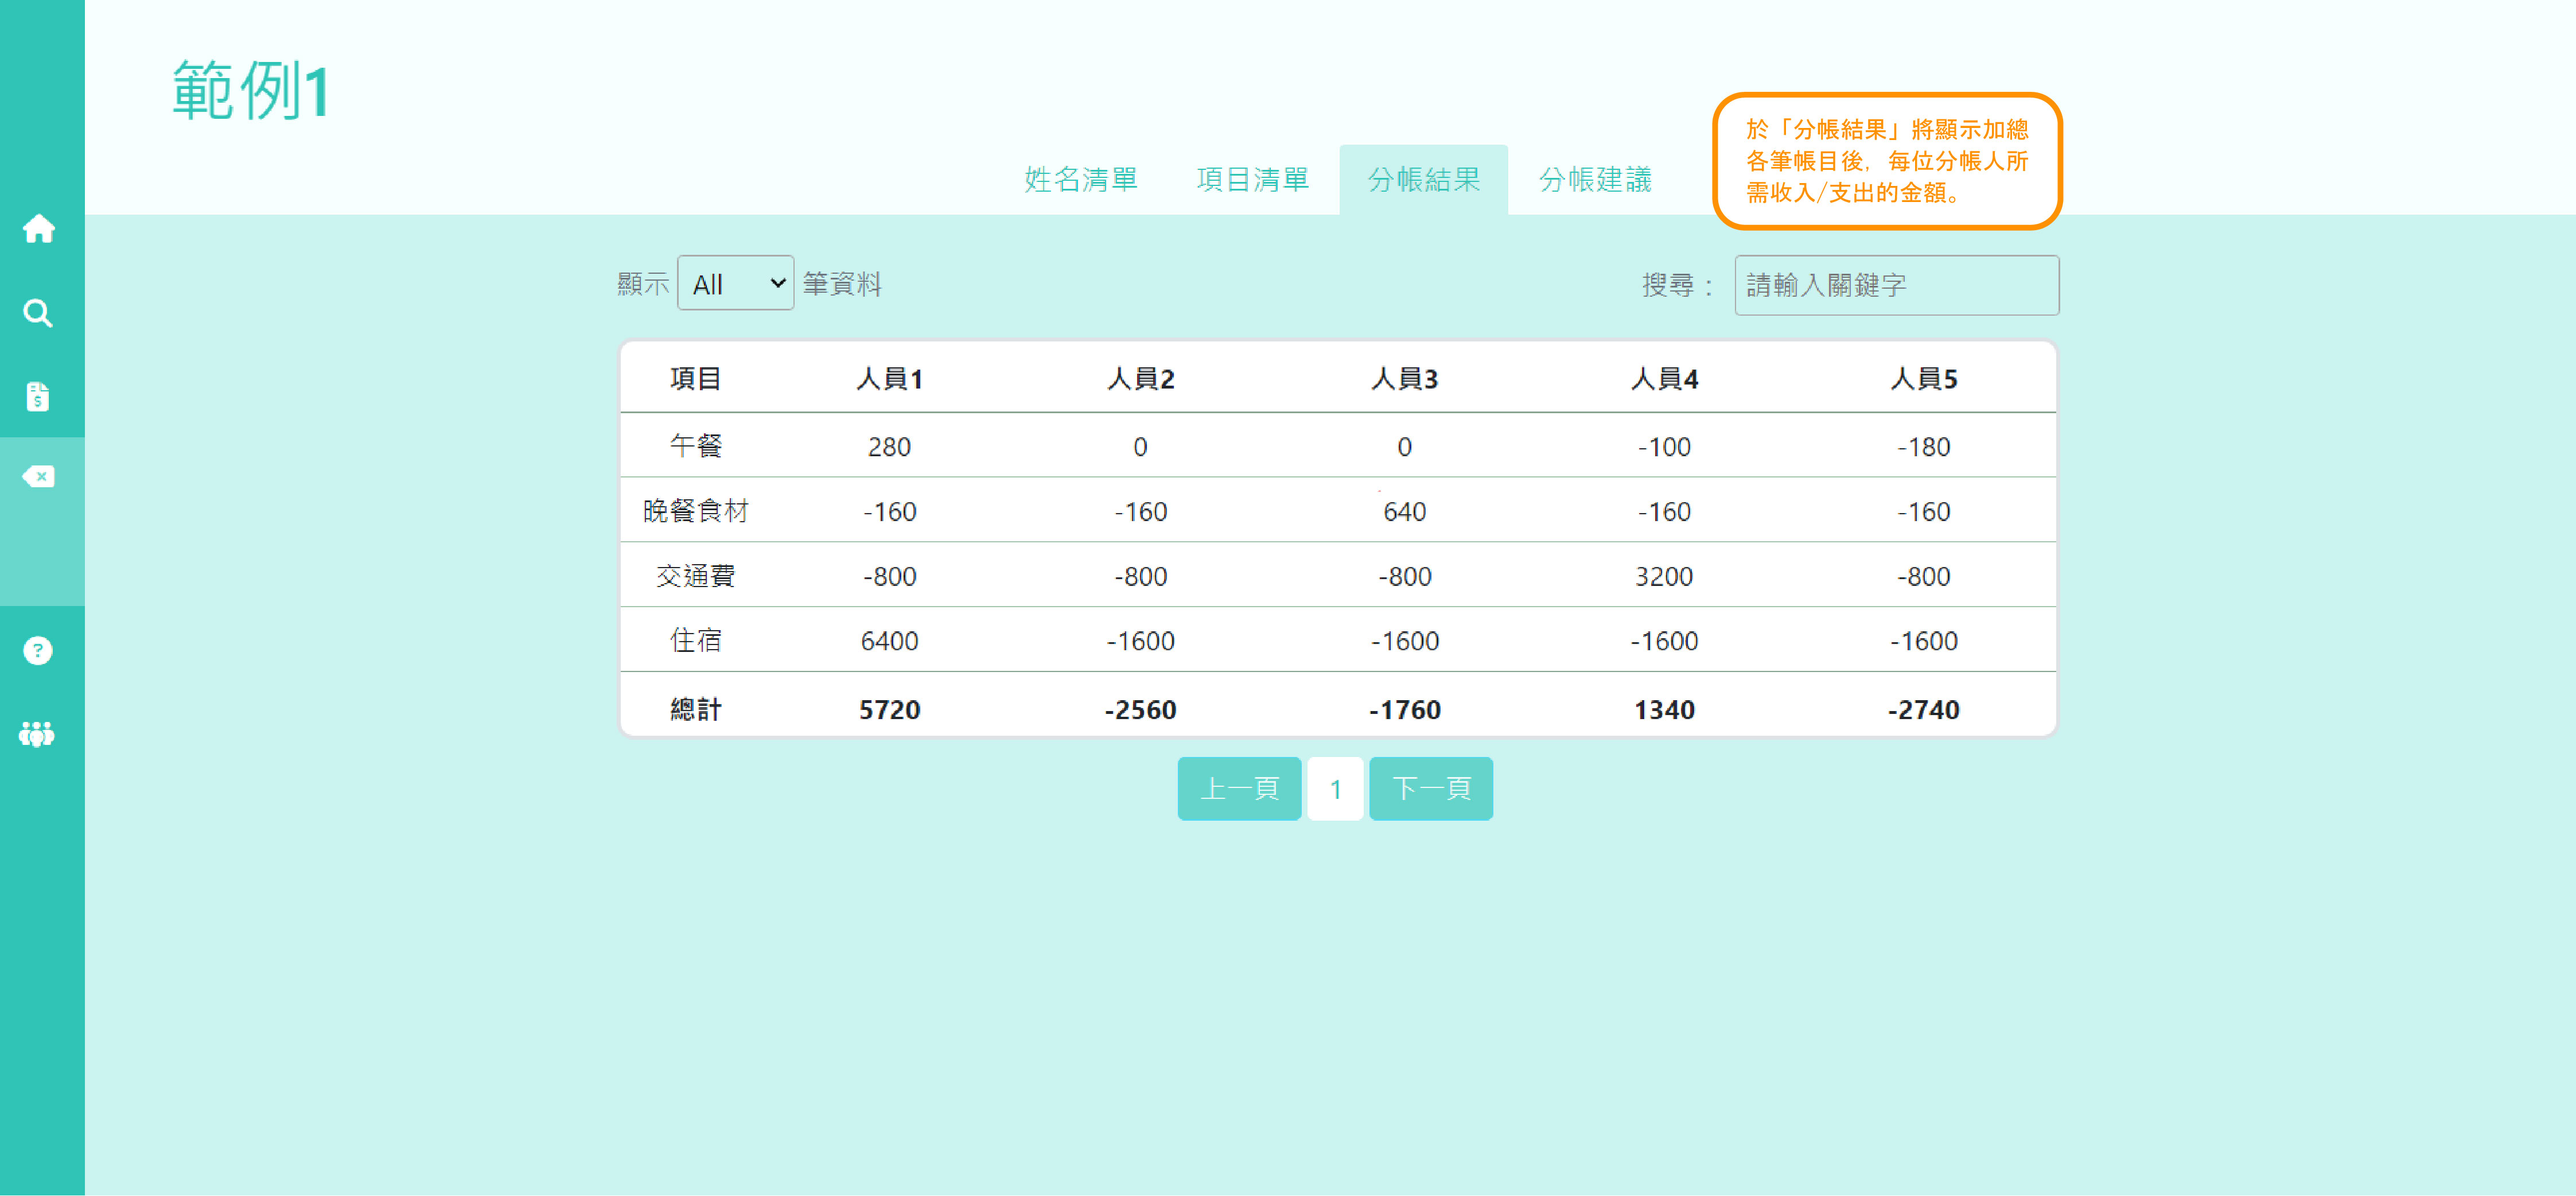 範例1
於「分帳結果」將顯示加總
各筆帳目後，每位分帳人所
需收入/支出的金額。
姓名清單 項目清單 分帳結果 分帳建議
顯示 All 筆資料 搜尋： 請輸入關鍵字
項目 人員1 人員2 人員3 人員4 人員5
午餐 280 0 0 -100 -180
晚餐食材 -160 -160 640 -160 -160
交通費 -800 -800 -800 3200 -800
住宿 6400 -1600 -1600 -1600 -1600
總計 5720 -2560 -1760 1340 -2740
上一頁 1 下一頁